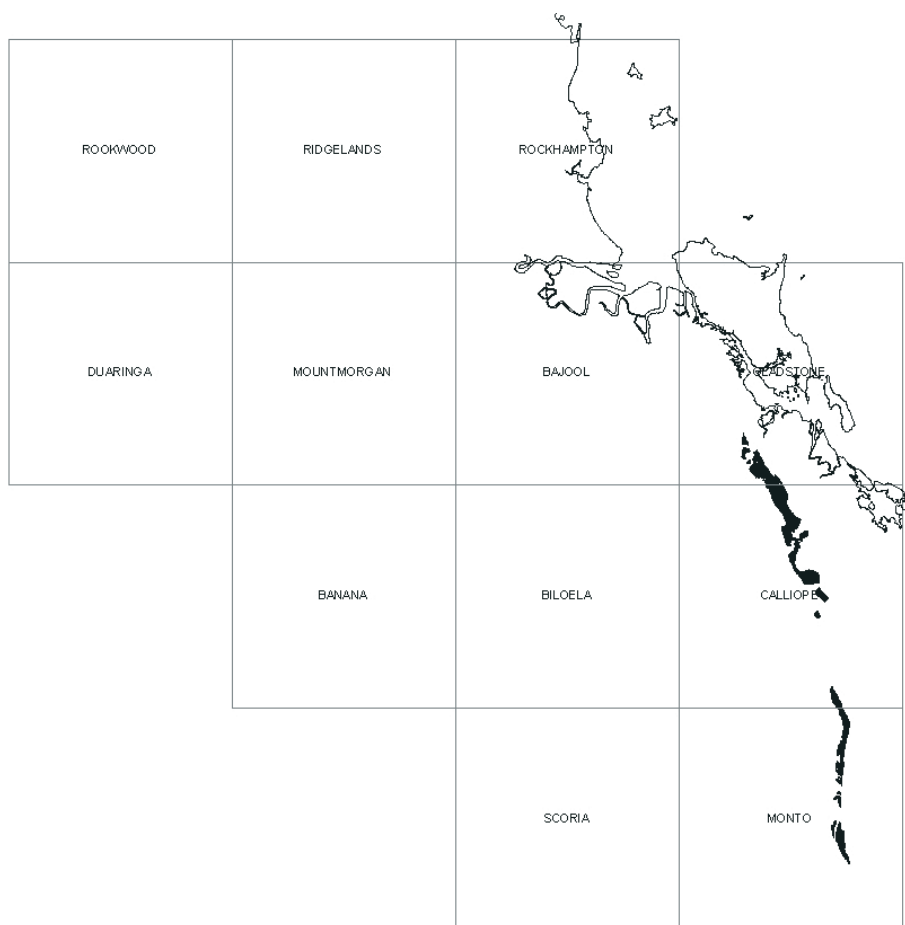 ROOKWOOD
RIDGELANDS
ROCKHAMPTON
DUARINGA
MOUNTMORGAN
BAJOOL
GLADSTONE
BANANA
BILOELA
CALLIOPE
SCORIA
MONTO